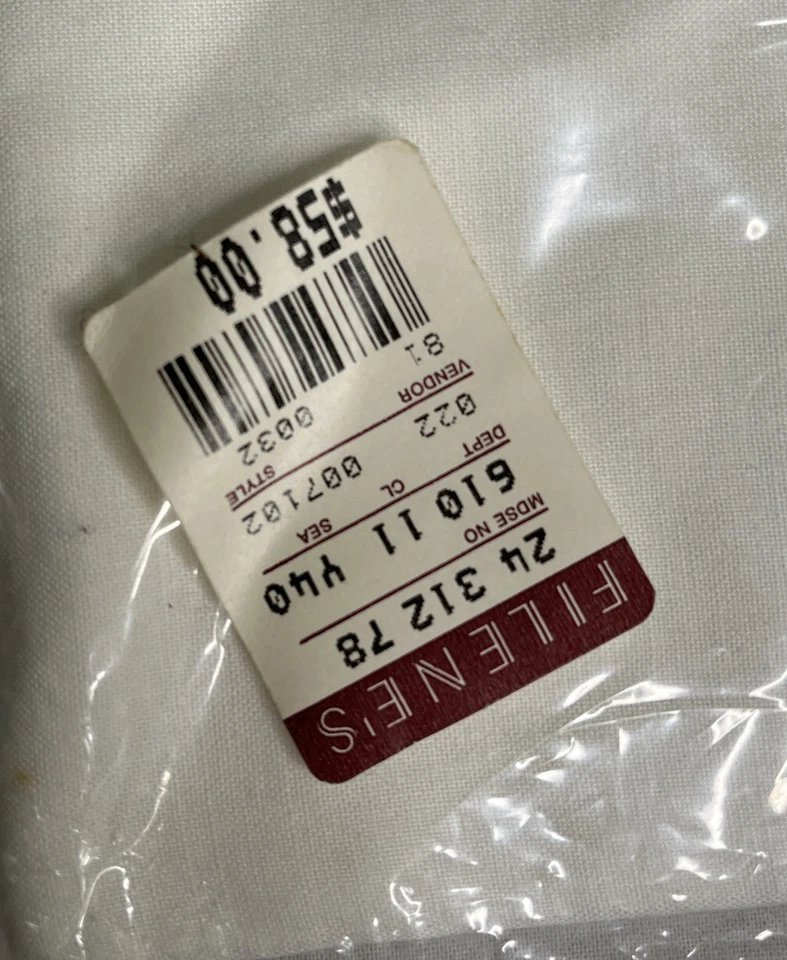 FILENE'S
24 312 78
MDSE NO
610 11 Y40
DEPT CL SEA
022 007102
VENDOR STYLE
81 0032
$58.00